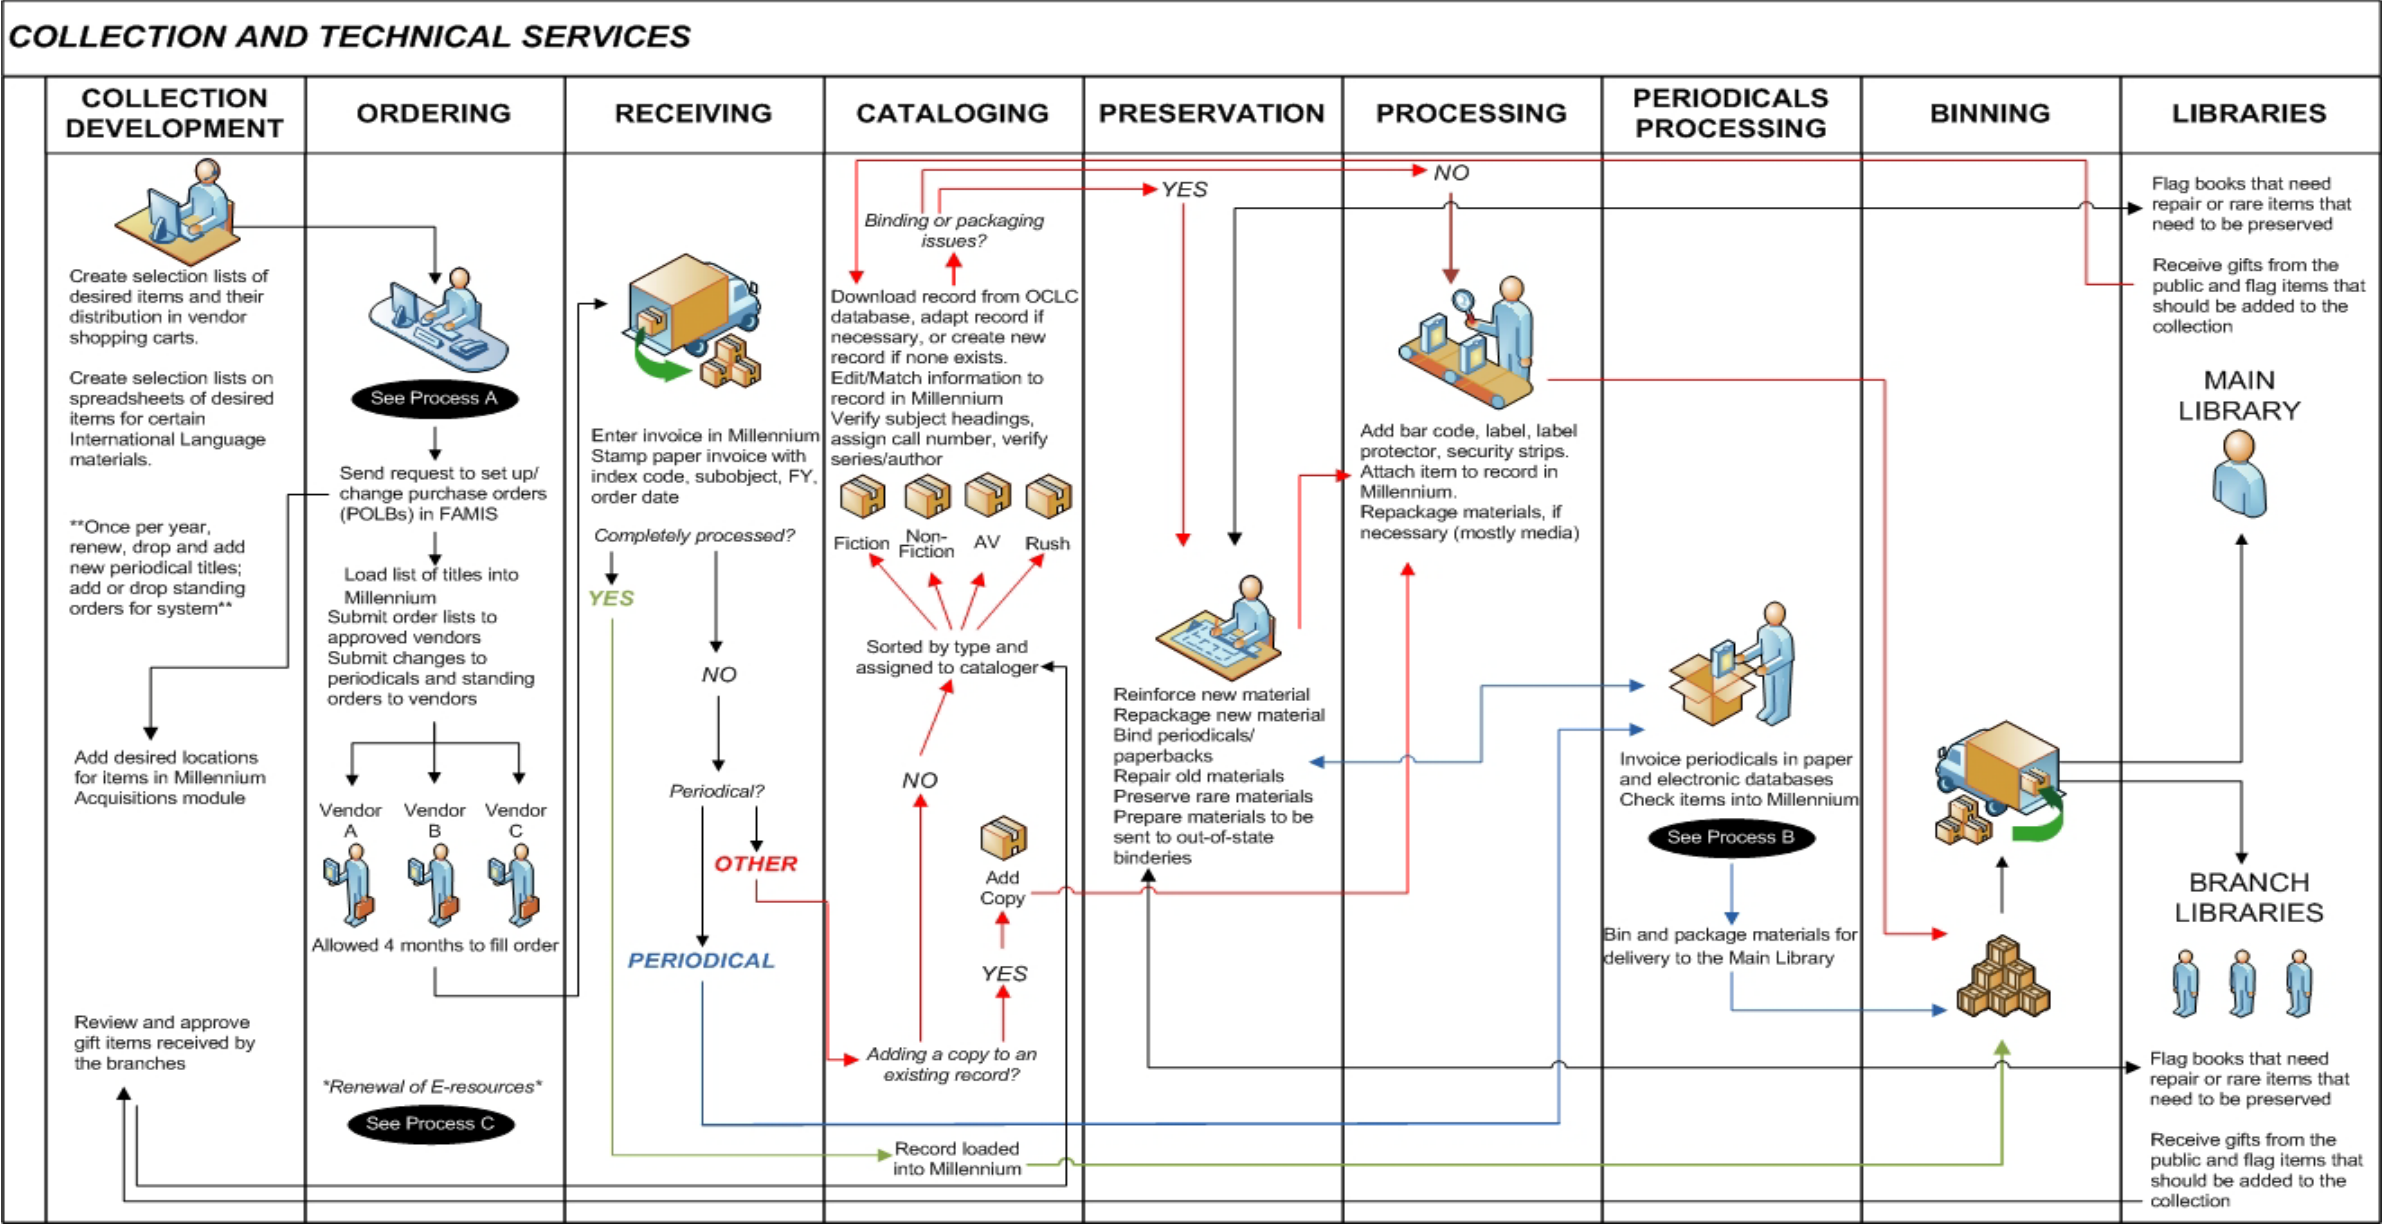 COLLECTION AND TECHNICAL SERVICES
COLLECTION
DEVELOPMENT
ORDERING
RECEIVING
CATALOGING
PRESERVATION
PROCESSING
PERIODICALS
PROCESSING
BINNING
LIBRARIES
Create selection lists of
desired items and their
distribution in vendor
shopping carts.
Create selection lists on
spreadsheets of desired
items for certain
International Language
materials.
**Once per year,
renew, drop and add
new periodical titles;
add or drop standing
orders for system**
Add desired locations
for items in Millennium
Acquisitions module
Review and approve
gift items received by
the branches
See Process A
Send request to set up/
change purchase orders
(POLBs) in FAMIS
Load list of titles into
Millennium
Submit order lists to
approved vendors
Submit changes to
periodicals and standing
orders to vendors
Vendor
A
Vendor
B
Vendor
C
Allowed 4 months to fill order
*Renewal of E-resources*
See Process C
Enter invoice in Millennium
Stamp paper invoice with
index code, subobject, FY,
order date
Completely processed?
YES
NO
Periodical?
OTHER
PERIODICAL
Binding or packaging
issues?
Download record from OCLC
database, adapt record if
necessary, or create new
record if none exists.
Edit/Match information to
record in Millennium
Verify subject headings,
assign call number, verify
series/author
Fiction
Non-
Fiction
AV
Rush
Sorted by type and
assigned to cataloger
NO
Add
Copy
YES
Adding a copy to an
existing record?
Record loaded
into Millennium
YES
Reinforce new material
Repackage new material
Bind periodicals/
paperbacks
Repair old materials
Preserve rare materials
Prepare materials to be
sent to out-of-state
binderies
NO
Add bar code, label, label
protector, security strips.
Attach item to record in
Millennium.
Repackage materials, if
necessary (mostly media)
Invoice periodicals in paper
and electronic databases
Check items into Millennium
See Process B
Bin and package materials for
delivery to the Main Library
Flag books that need
repair or rare items that
need to be preserved
Receive gifts from the
public and flag items that
should be added to the
collection
MAIN
LIBRARY
BRANCH
LIBRARIES
Flag books that need
repair or rare items that
need to be preserved
Receive gifts from the
public and flag items that
should be added to the
collection